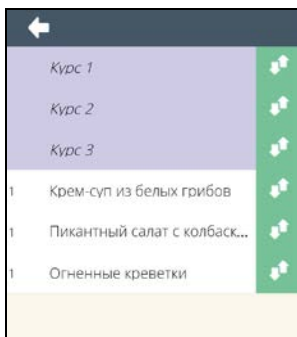 Курс 1
Курс 2
Курс 3
1 Крем-суп из белых грибов
1 Пикантный салат с колбаск...
1 Огненные креветки